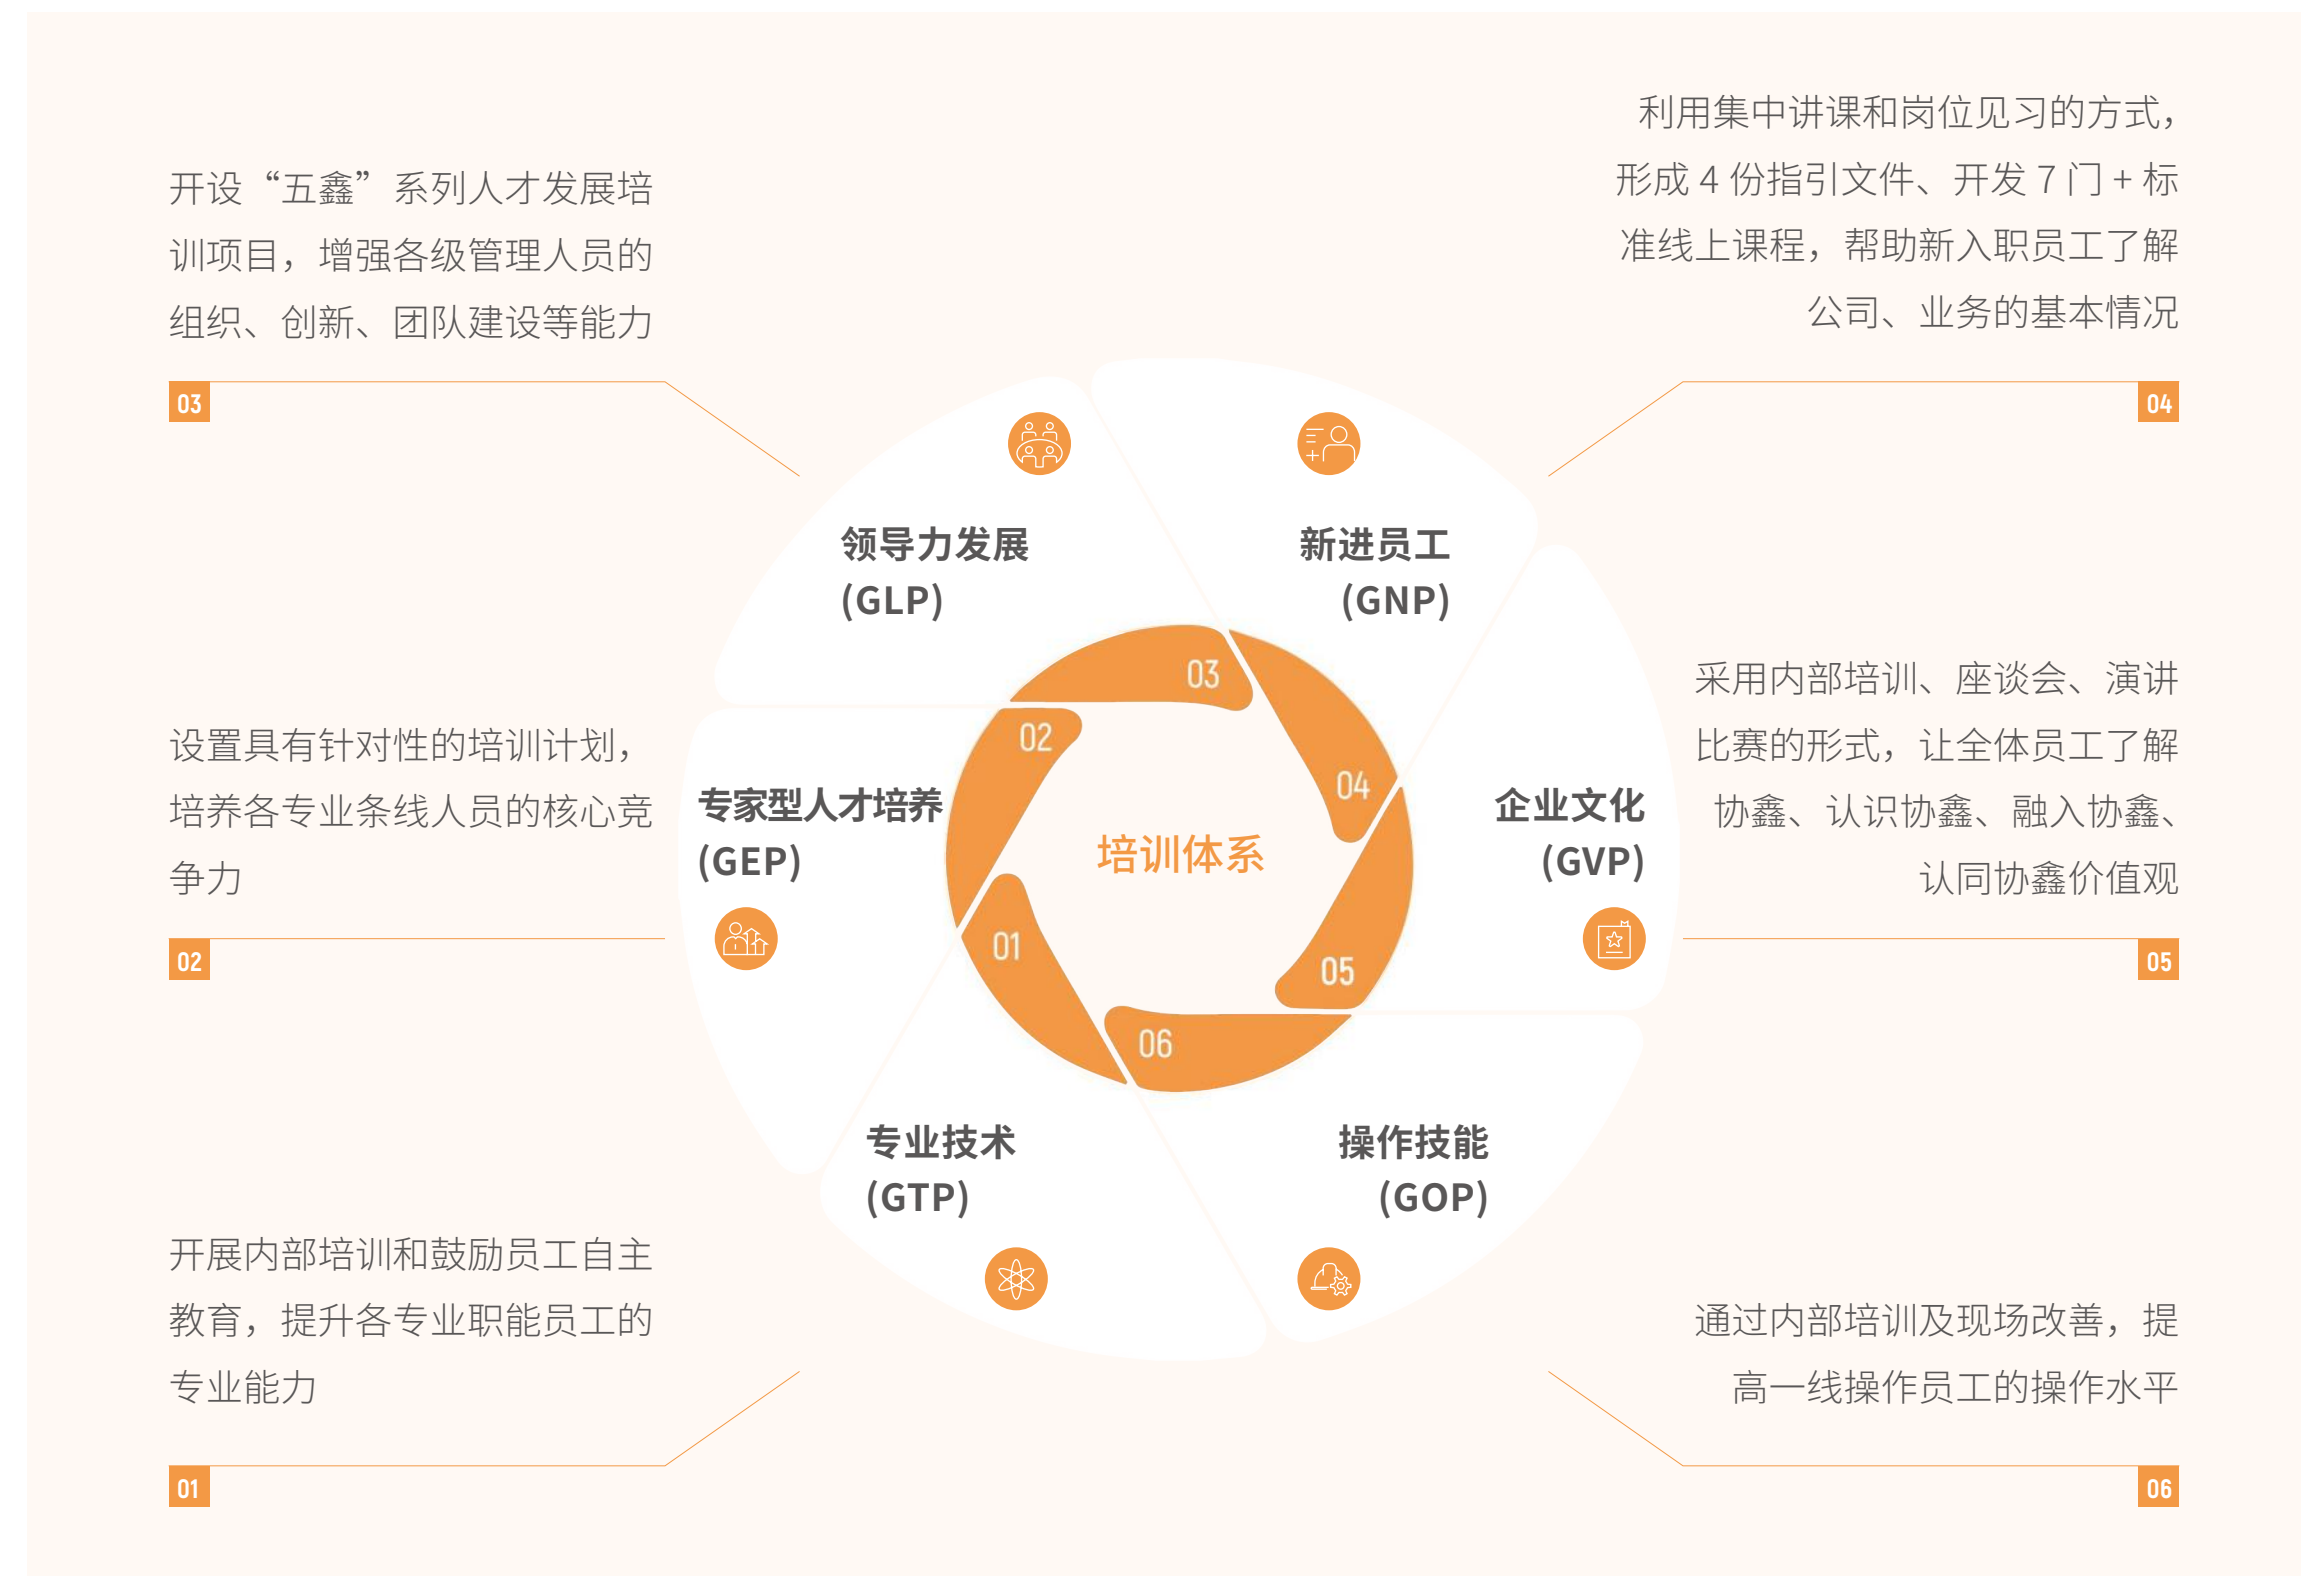 开设“五鑫”系列人才发展培
训项目，增强各级管理人员的
组织、创新、团队建设等能力
03
利用集中讲课和岗位见习的方式，
形成 4 份指引文件、开发 7 门 + 标
准线上课程，帮助新入职员工了解
公司、业务的基本情况
04
领导力发展
(GLP)
新进员工
(GNP)
03
02
04
设置具有针对性的培训计划，
培养各专业条线人员的核心竞
争力
02
专家型人才培养
(GEP)
培训体系
企业文化
(GVP)
采用内部培训、座谈会、演讲
比赛的形式，让全体员工了解
协鑫、认识协鑫、融入协鑫、
认同协鑫价值观
05
01
05
06
专业技术
(GTP)
操作技能
(GOP)
开展内部培训和鼓励员工自主
教育，提升各专业职能员工的
专业能力
01
通过内部培训及现场改善，提
高一线操作员工的操作水平
06